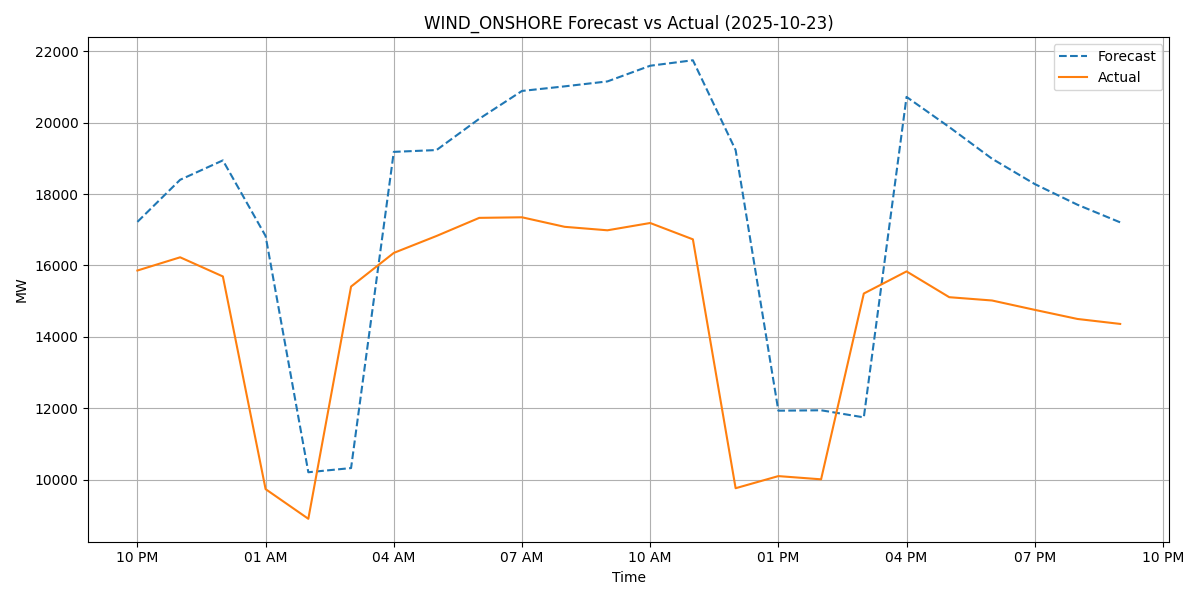 WIND_ONSHORE Forecast vs Actual (2025-10-23)
Forecast
Actual
22000
20000
18000
16000
14000
12000
10000
MW
10 PM 01 AM 04 AM 07 AM 10 AM 01 PM 04 PM 07 PM 10 PM
Time